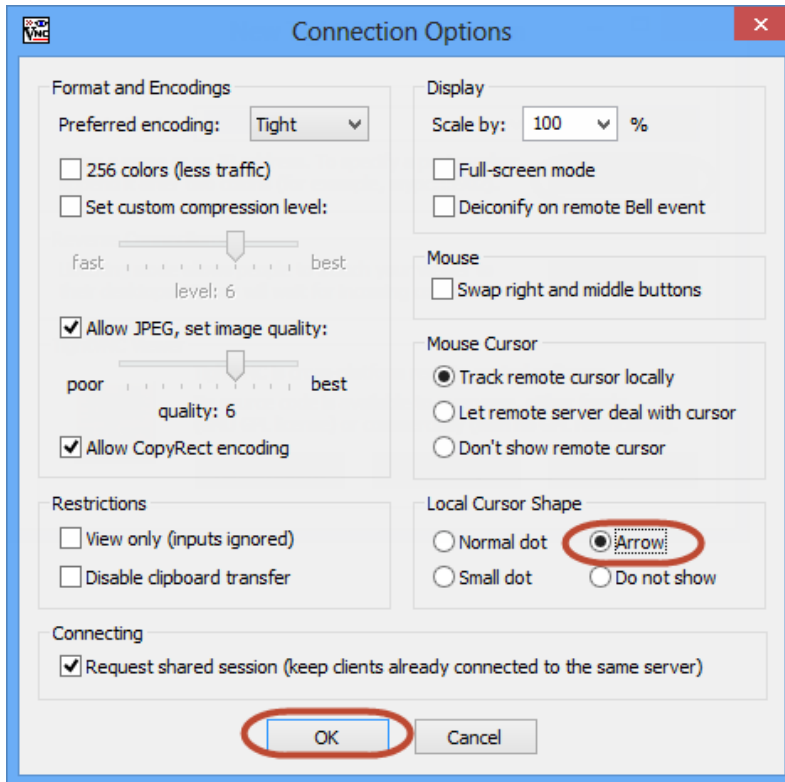 VNC
Connection Options
Format and Encodings
Preferred encoding: Tight
256 colors (less traffic)
Set custom compression level:
fast best
level: 6
Allow JPEG, set image quality:
poor best
quality: 6
Allow CopyRect encoding
Display
Scale by: 100 %
Full-screen mode
Deiconify on remote Bell event
Mouse
Swap right and middle buttons
Mouse Cursor
Track remote cursor locally
Let remote server deal with cursor
Don't show remote cursor
Restrictions
View only (inputs ignored)
Disable clipboard transfer
Local Cursor Shape
Normal dot Arrow
Small dot Do not show
Connecting
Request shared session (keep clients already connected to the same server)
OK Cancel